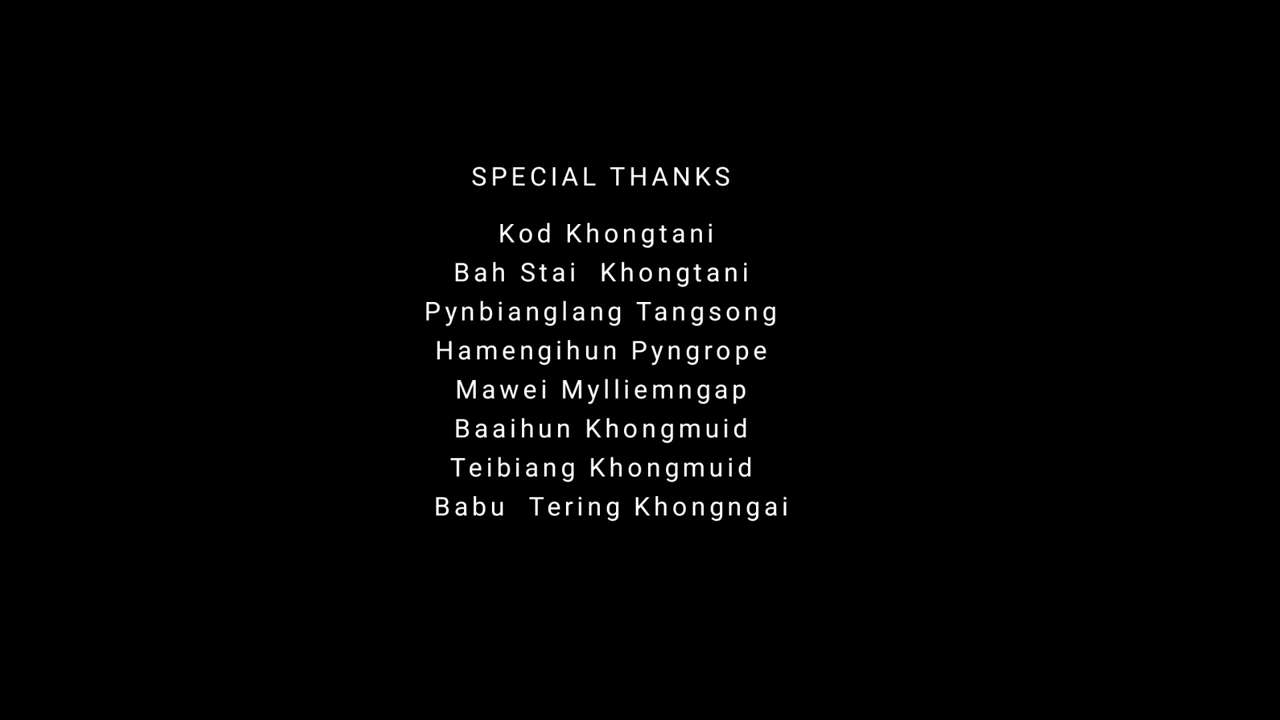 SPECIAL THANKS
Kod Khongtani
Bah Stai  Khongtani
Pynbianglang Tangsong
Hamengihun Pyngrope
Mawei Mylliemngap
Baaihun Khongmuid
Teibiang Khongmuid
Babu  Tering Khongngai